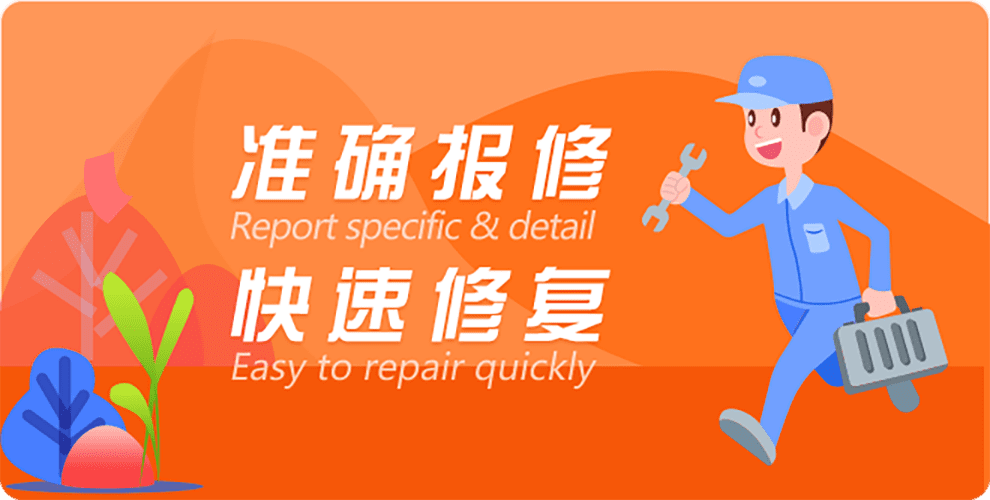 准确报修
Report specific & detail
快速修复
Easy to repair quickly